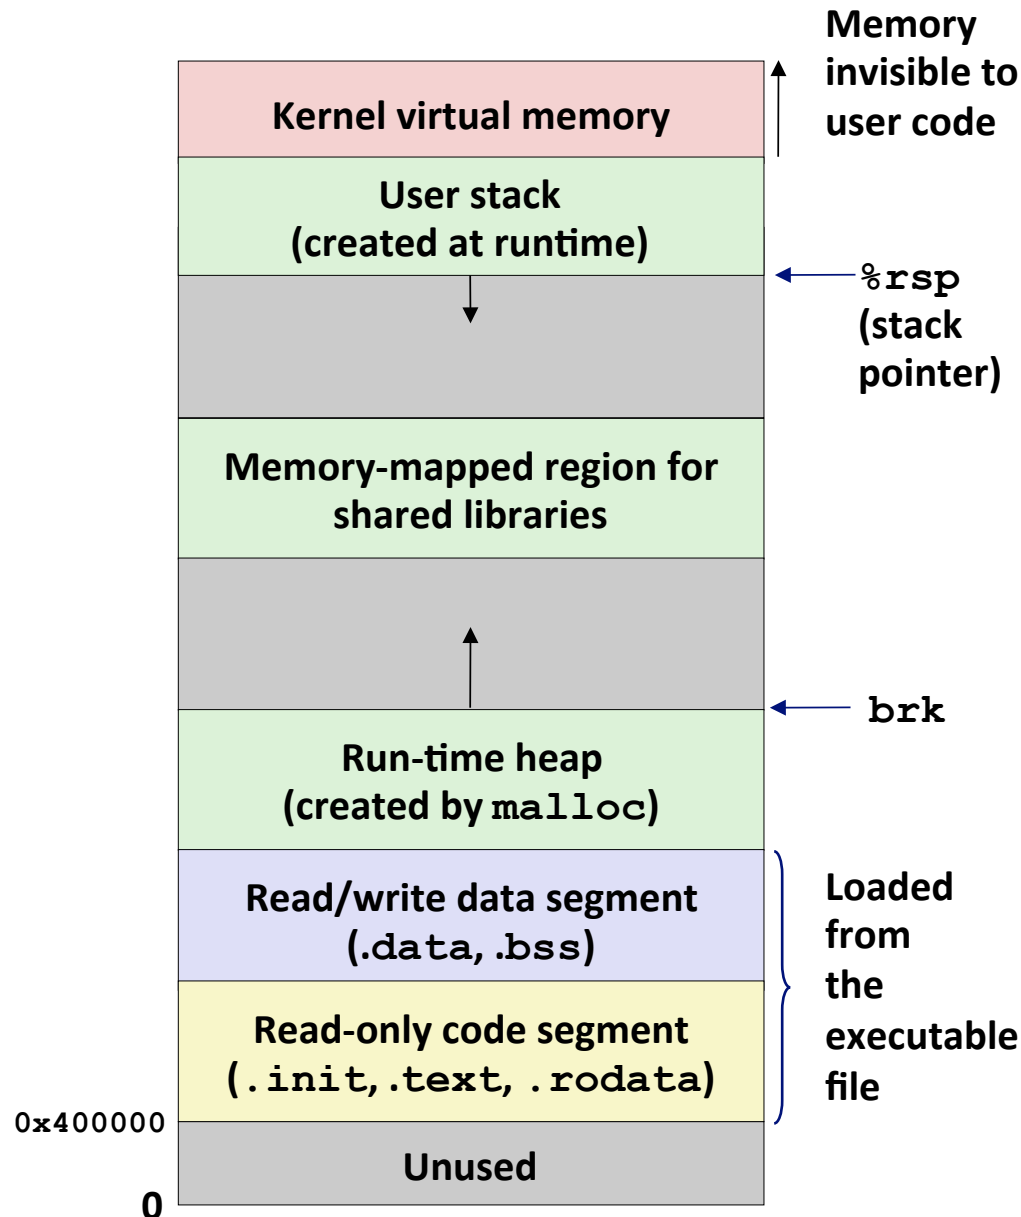 Memory
invisible to
user code
Kernel virtual memory
User stack
(created at runtime)
%rsp
(stack
pointer)
Memory-mapped region for
shared libraries
brk
Run-time heap
(created by malloc)
Read/write data segment
(.data, .bss)
Loaded
from
the
executable
file
Read-only code segment
(.init, .text, .rodata)
0x400000
Unused
0